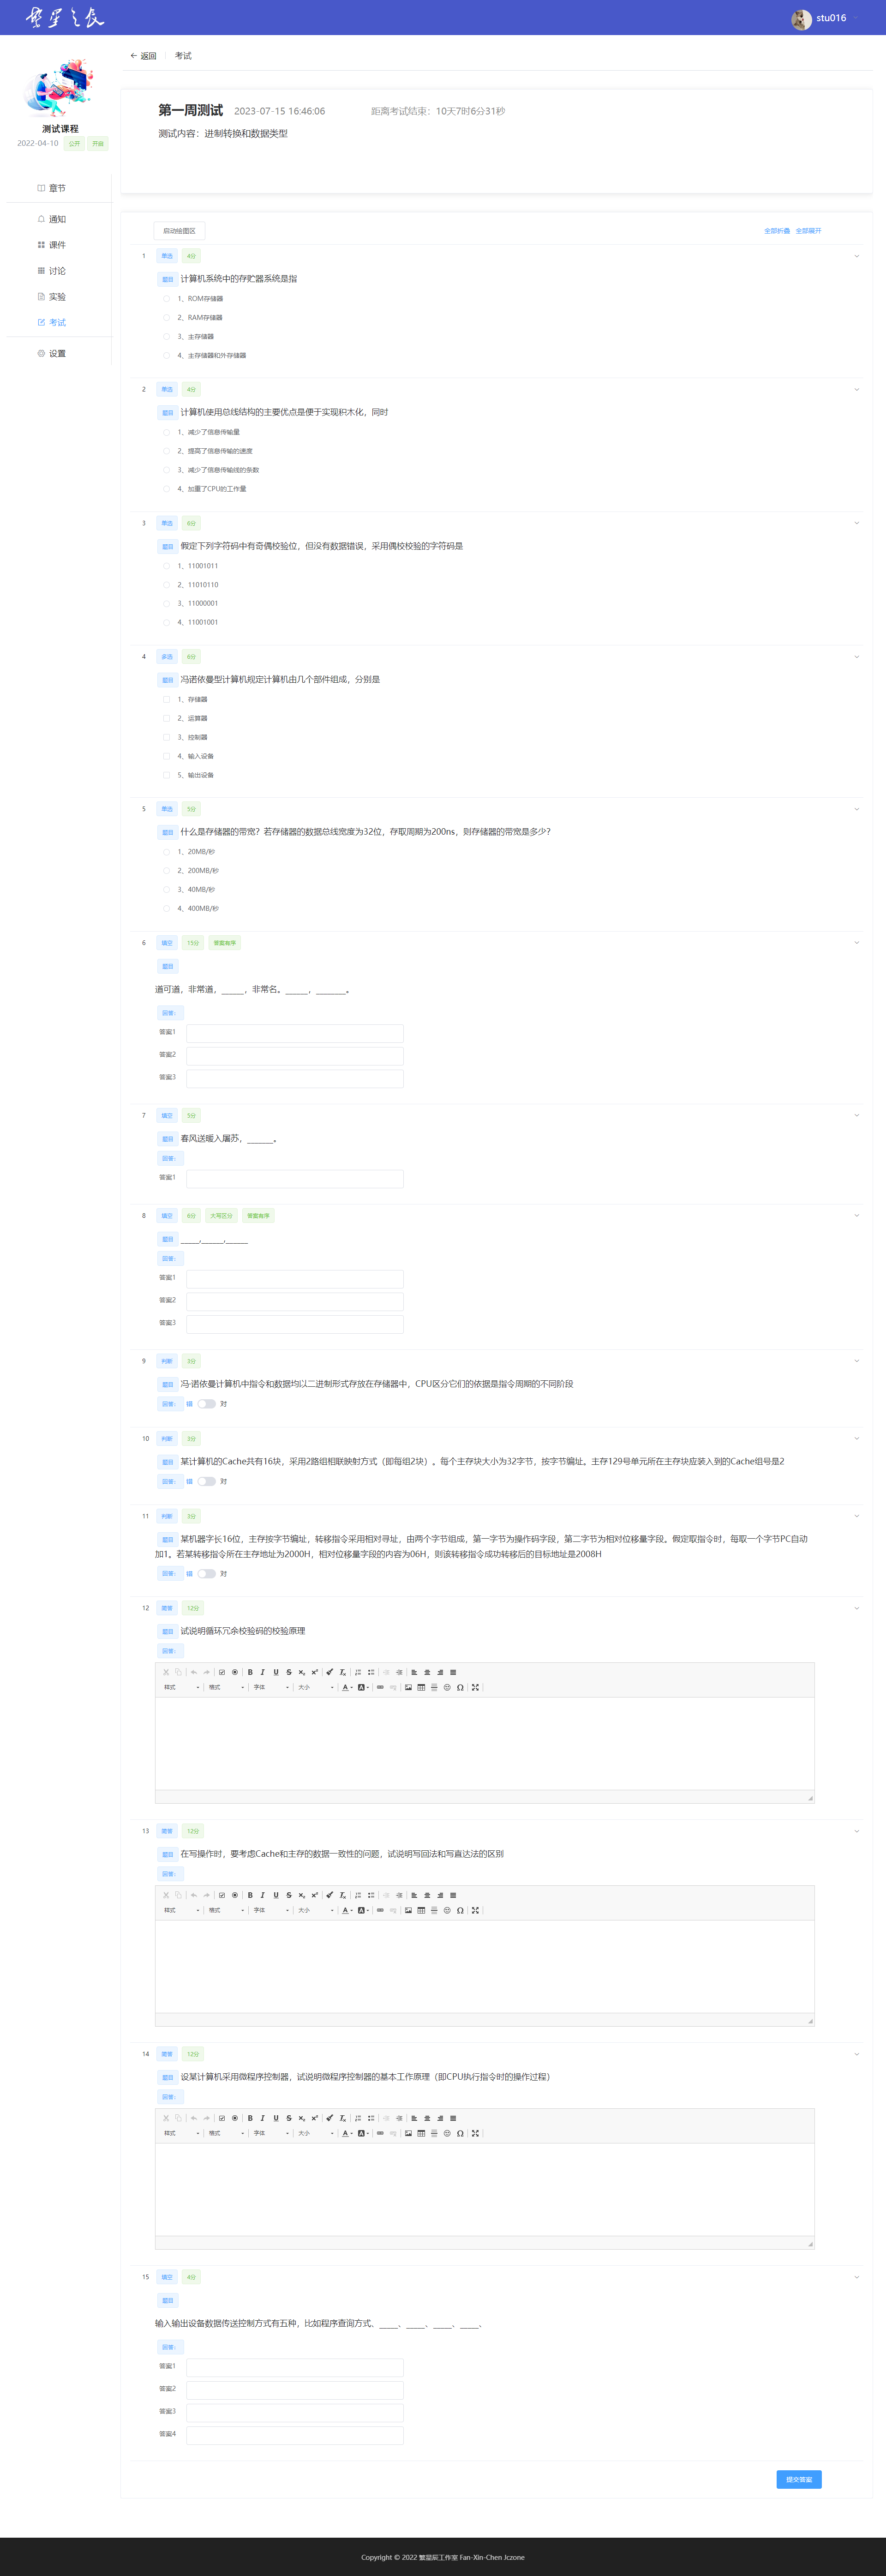 繁星之长
stu016
测试课程
2022-04-10 公开 开启
章节
通知
课件
讨论
实验
考试
设置
返回 考试
第一周测试 2023-07-15 16:46:06 距离考试结束：10天7时6分31秒
测试内容：进制转换和数据类型
启动绘图区 全部折叠 全部展开
1 单选 4分
题目 计算机系统中的存贮器系统是指
1、ROM存储器
2、RAM存储器
3、主存储器
4、主存储器和外存储器
2 单选 4分
题目 计算机使用总线结构的主要优点是便于实现积木化，同时
1、减少了信息传输量
2、提高了信息传输的速度
3、减少了信息传输线的条数
4、加重了CPU的工作量
3 单选 6分
题目 假定下列字符码中有奇偶校验位，但没有数据错误，采用偶校校验的字符码是
1、11001011
2、11010110
3、11000001
4、11001001
4 多选 6分
题目 冯诺依曼型计算机规定计算机由几个部件组成，分别是
1、存储器
2、运算器
3、控制器
4、输入设备
5、输出设备
5 单选 5分
题目 什么是存储器的带宽？若存储器的数据总线宽度为32位，存取周期为200ns，则存储器的带宽是多少？
1、20MB/秒
2、200MB/秒
3、40MB/秒
4、400MB/秒
6 填空 15分 答案有序
题目
道可道，非常道，_____，非常名。_____，_______。
回答：
答案1
答案2
答案3
7 填空 5分
题目 春风送暖入屠苏，______。
回答：
答案1
8 填空 6分 大写区分 答案有序
题目 _____,______,______
回答：
答案1
答案2
答案3
9 判断 3分
题目 冯·诺依曼计算机中指令和数据均以二进制形式存放在存储器中，CPU区分它们的依据是指令周期的不同阶段
回答： 错 对
10 判断 3分
题目 某计算机的Cache共有16块，采用2路组相联映射方式（即每组2块）。每个主存块大小为32字节，按字节编址。主存129号单元所在主存块应装入到的Cache组号是2
回答： 错 对
11 判断 3分
题目 某机器字长16位，主存按字节编址，转移指令采用相对寻址，由两个字节组成，第一字节为操作码字段，第二字节为相对位移量字段。假定取指令时，每取一个字节PC自动
加1。若某转移指令所在主存地址为2000H，相对位移量字段的内容为06H，则该转移指令成功转移后的目标地址是2008H
回答： 错 对
12 简答 12分
题目 试说明循环冗余校验码的校验原理
回答：
样式 格式 字体 大小
13 简答 12分
题目 在写操作时，要考虑Cache和主存的数据一致性的问题，试说明写回法和写直达法的区别
回答：
样式 格式 字体 大小
14 简答 12分
题目 设某计算机采用微程序控制器，试说明微程序控制器的基本工作原理（即CPU执行指令时的操作过程）
回答：
样式 格式 字体 大小
15 填空 4分
题目
输入输出设备数据传送控制方式有五种，比如程序查询方式、____、____、____、____、
回答：
答案1
答案2
答案3
答案4
提交答案
Copyright © 2022 繁星辰工作室 Fan-Xin-Chen Jczone